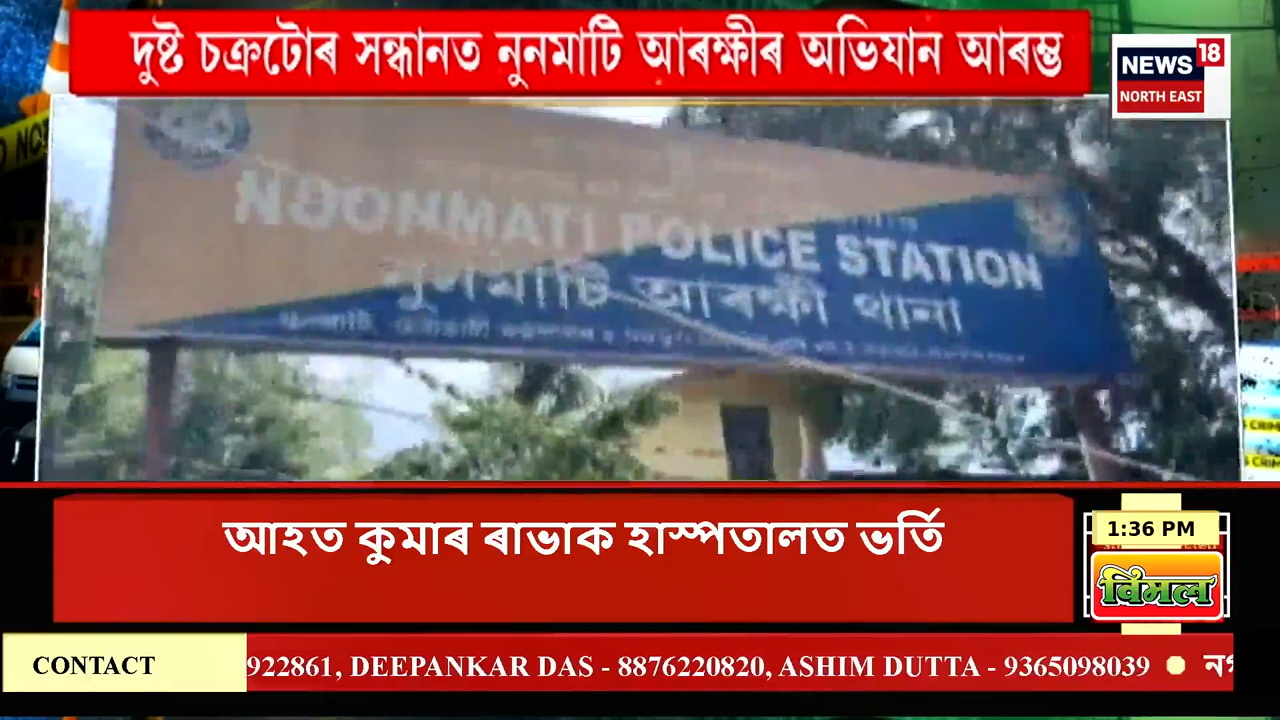 দুষ্ট চক্ৰটোৰ সন্ধানত নুনমাটি আৰক্ষীৰ অভিযান আৰম্ভ
NEWS 18
NORTH EAST
NOONMATI POLICE STATION
নুনমাটি আৰক্ষী থানা
আহত কুমাৰ ৰাভাক হাস্পতালত ভৰ্তি
1:36 PM
विमल
CONTACT 922861, DEEPANKAR DAS - 8876220820, ASHIM DUTTA - 9365098039